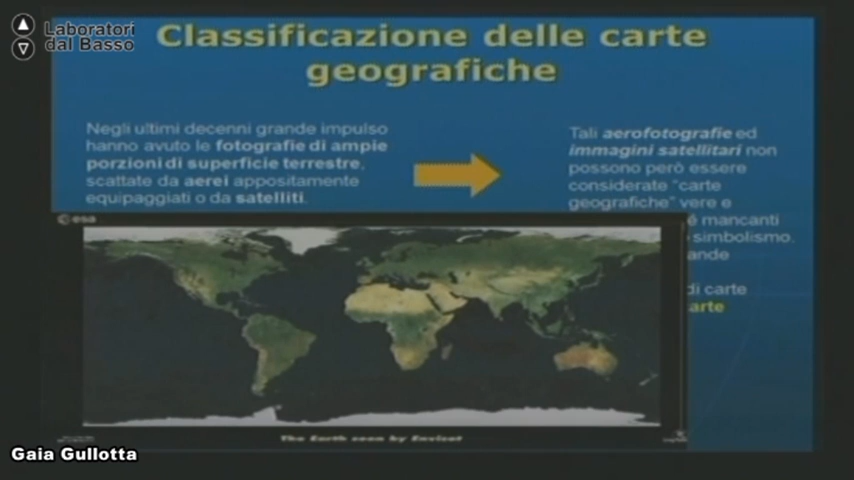 Laboratori
dal Basso
Classificazione delle carte
geografiche
Negli ultimi decenni grande impulso
hanno avuto le fotografie di ampie
porzioni di superficie terrestre,
scattate da aerei appositamente
equipaggiati o da satelliti.
Tali aerofotografie ed
immagini satellitari non
possono però essere
considerate "carte
geografiche" vere e
é mancanti
simbolismo.
ande
di carte
arte
esa
The Earth seen by Envisat
Gaia Gullotta